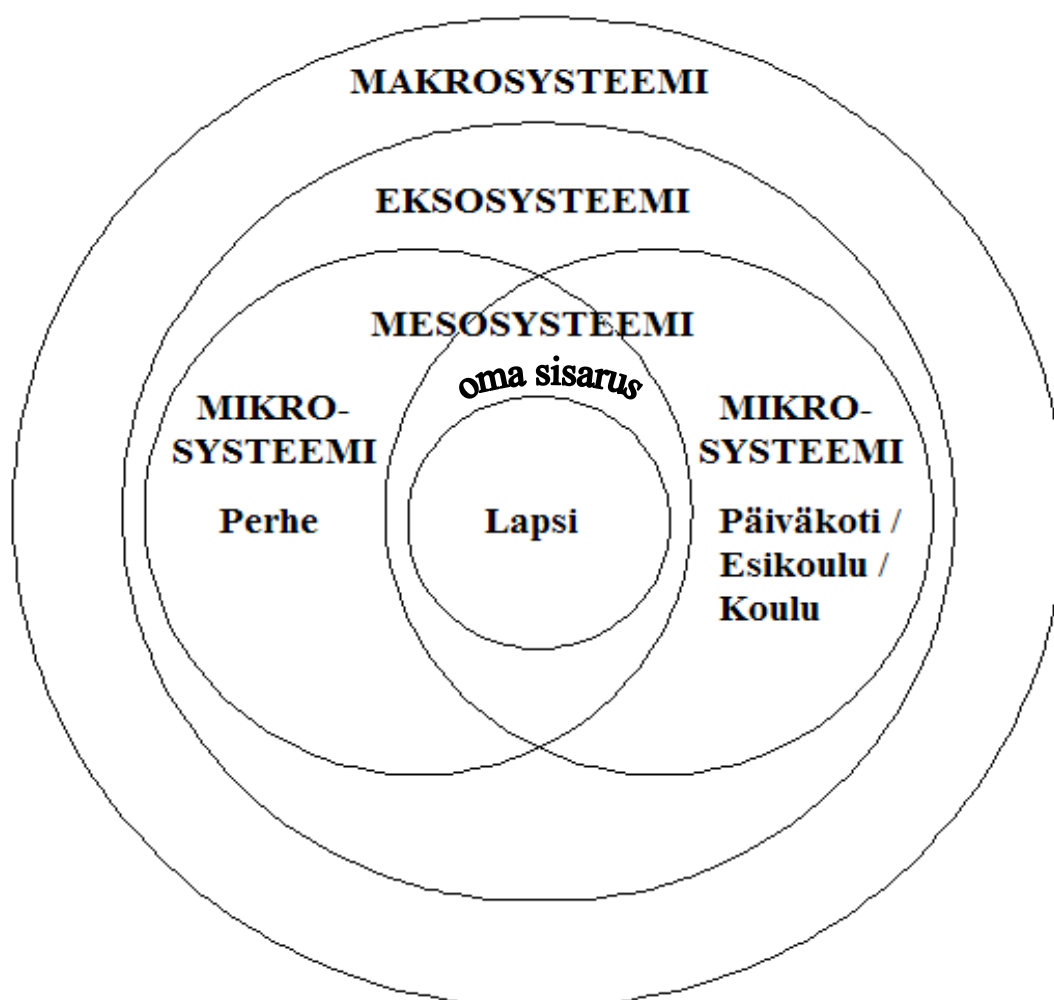 MAKROSYSTEEMI
EKSOSYSTEEMI
MESOSYSTEEMI
oma sisarus
MIKRO-
SYSTEEMI
Perhe
Lapsi
MIKRO-
SYSTEEMI
Päiväkoti /
Esikoulu /
Koulu